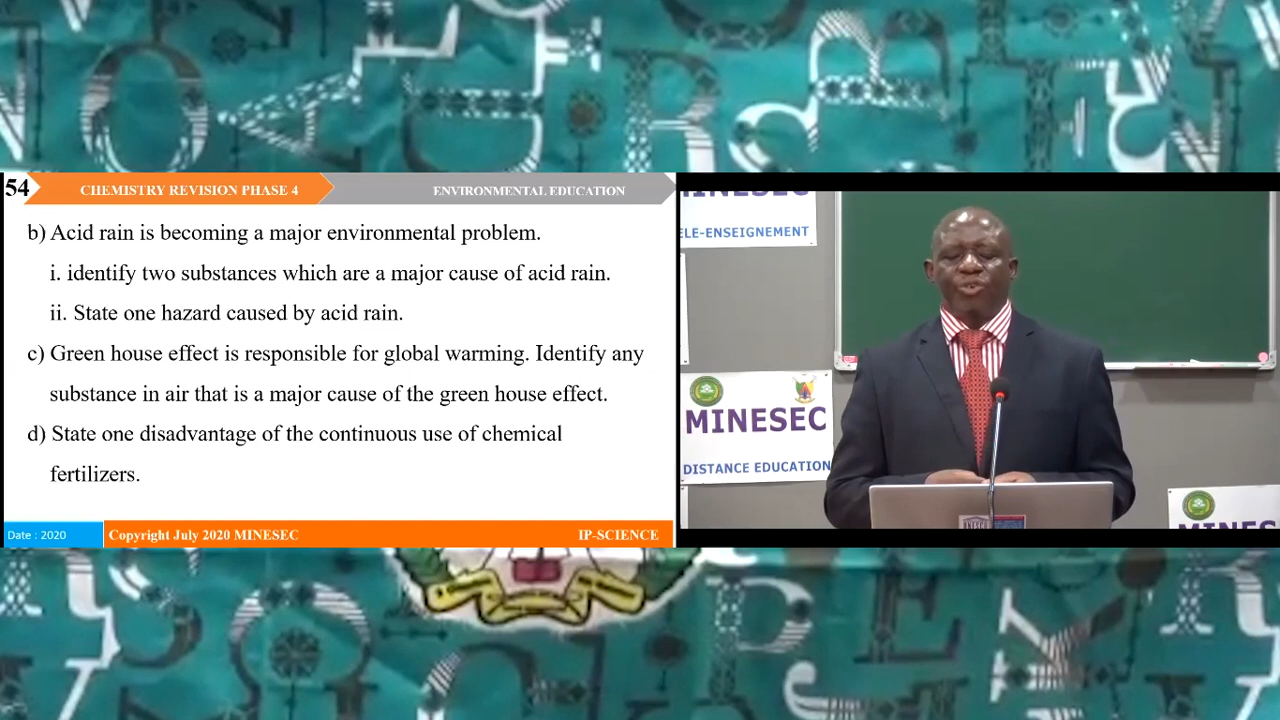 54
CHEMISTRY REVISION PHASE 4
ENVIRONMENTAL EDUCATION
b) Acid rain is becoming a major environmental problem.
i. identify two substances which are a major cause of acid rain.
ii. State one hazard caused by acid rain.
c) Green house effect is responsible for global warming. Identify any
substance in air that is a major cause of the green house effect.
d) State one disadvantage of the continuous use of chemical
fertilizers.
Date : 2020
Copyright July 2020 MINESEC
IP-SCIENCE
MINESEC
ELE-ENSEIGNEMENT
MINESEC
DISTANCE EDUCATION
MINES